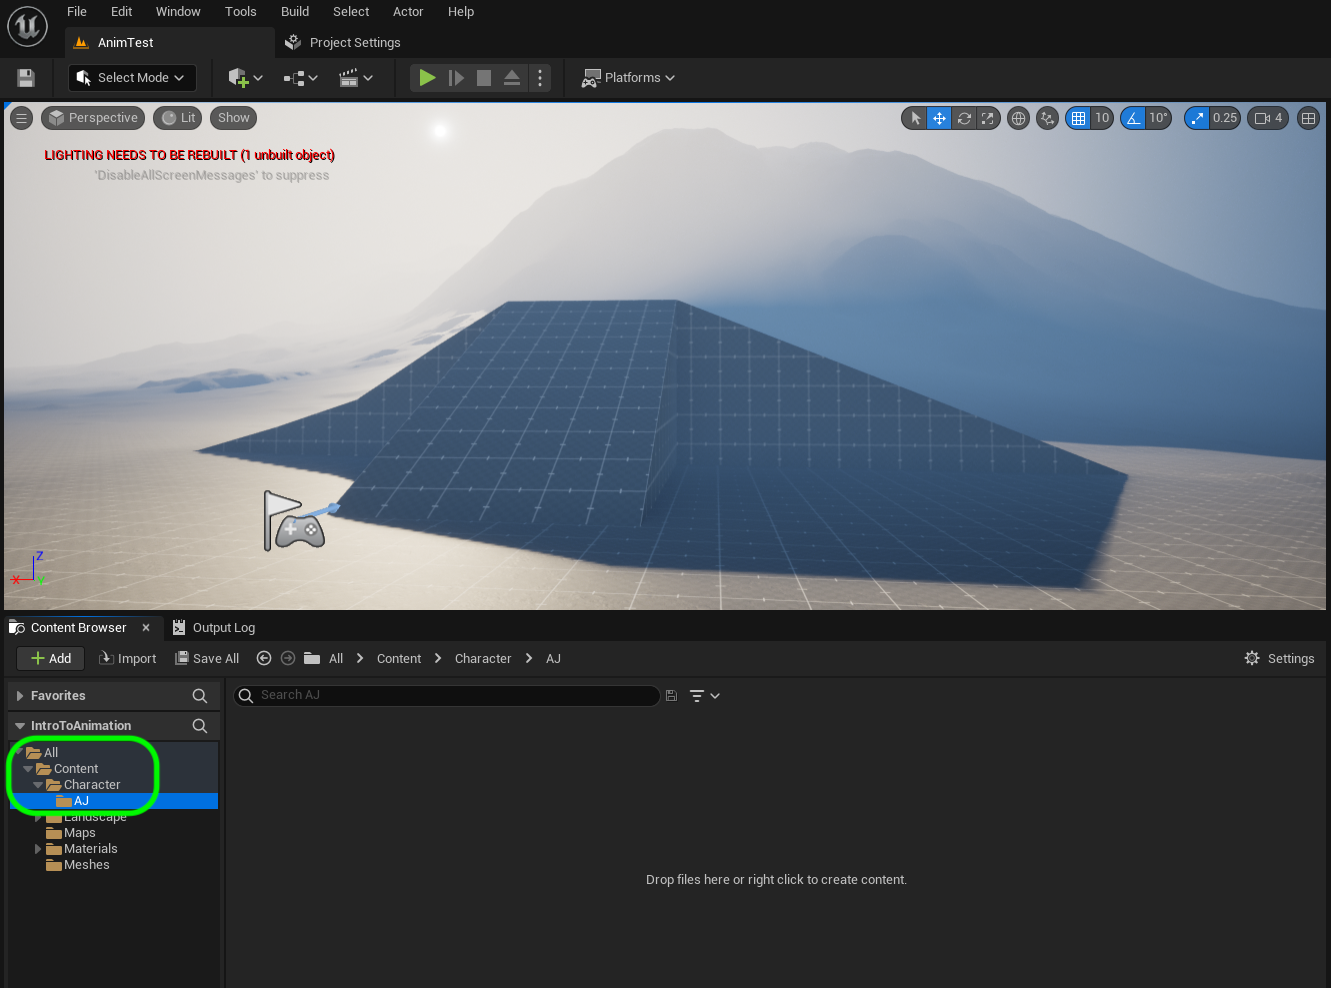 File Edit Window Tools Build Select Actor Help
AnimTest Project Settings
Select Mode Platforms
Perspective Lit Show 10 10° 0.25 4
LIGHTING NEEDS TO BE REBUILT (1 unbuilt object)
'DisableAllScreenMessages' to suppress
Z
X Y
Content Browser × Output Log
+ Add Import Save All All > Content > Character > AJ Settings
Favorites Search AJ
IntroToAnimation
All
Content
Character
AJ
Landscape
Maps
Materials
Meshes
Drop files here or right click to create content.